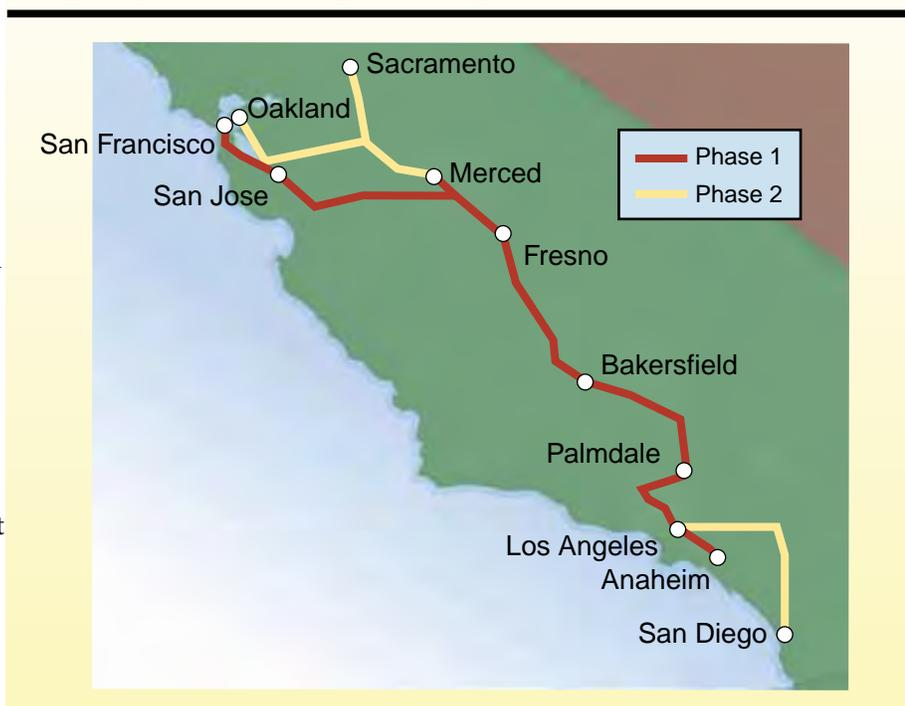 Sacramento
Oakland
San Francisco
Phase 1
Merced
San Jose
Phase 2
Fresno
Bakersfield
Palmdale
Los Angeles
Anaheim
San Diego
t